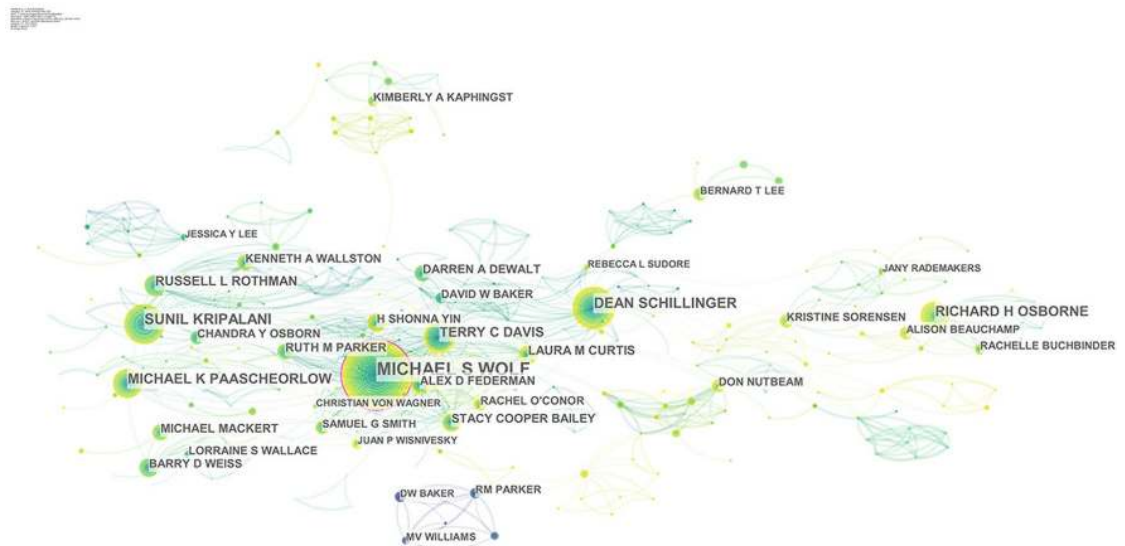 KIMBERLY A KAPHINGST
BERNARD T LEE
JESSICA Y LEE
KENNETH A WALLSTON
DARREN A DEWALT
REBECCA L SUDORE
JANY RADEMAKERS
RUSSELL L ROTHMAN
DAVID W BAKER
DEAN SCHILLINGER
SUNIL KRIPALANI
H SHONNA YIN
KRISTINE SORENSEN
RICHARD H OSBORNE
CHANDRA Y OSBORN
TERRY C DAVIS
ALISON BEAUCHAMP
RUTH M PARKER
LAURA M CURTIS
RACHELLE BUCHBINDER
MICHAEL S WOLF
MICHAEL K PAASCHEORLOW
ALEX D FEDERMAN
DON NUTBEAM
CHRISTIAN VON WAGNER
RACHEL O'CONOR
MICHAEL MACKERT
SAMUEL G SMITH
STACY COOPER BAILEY
JUAN P WISNIVESKY
LORRAINE S WALLACE
BARRY D WEISS
DW BAKER
RM PARKER
MV WILLIAMS